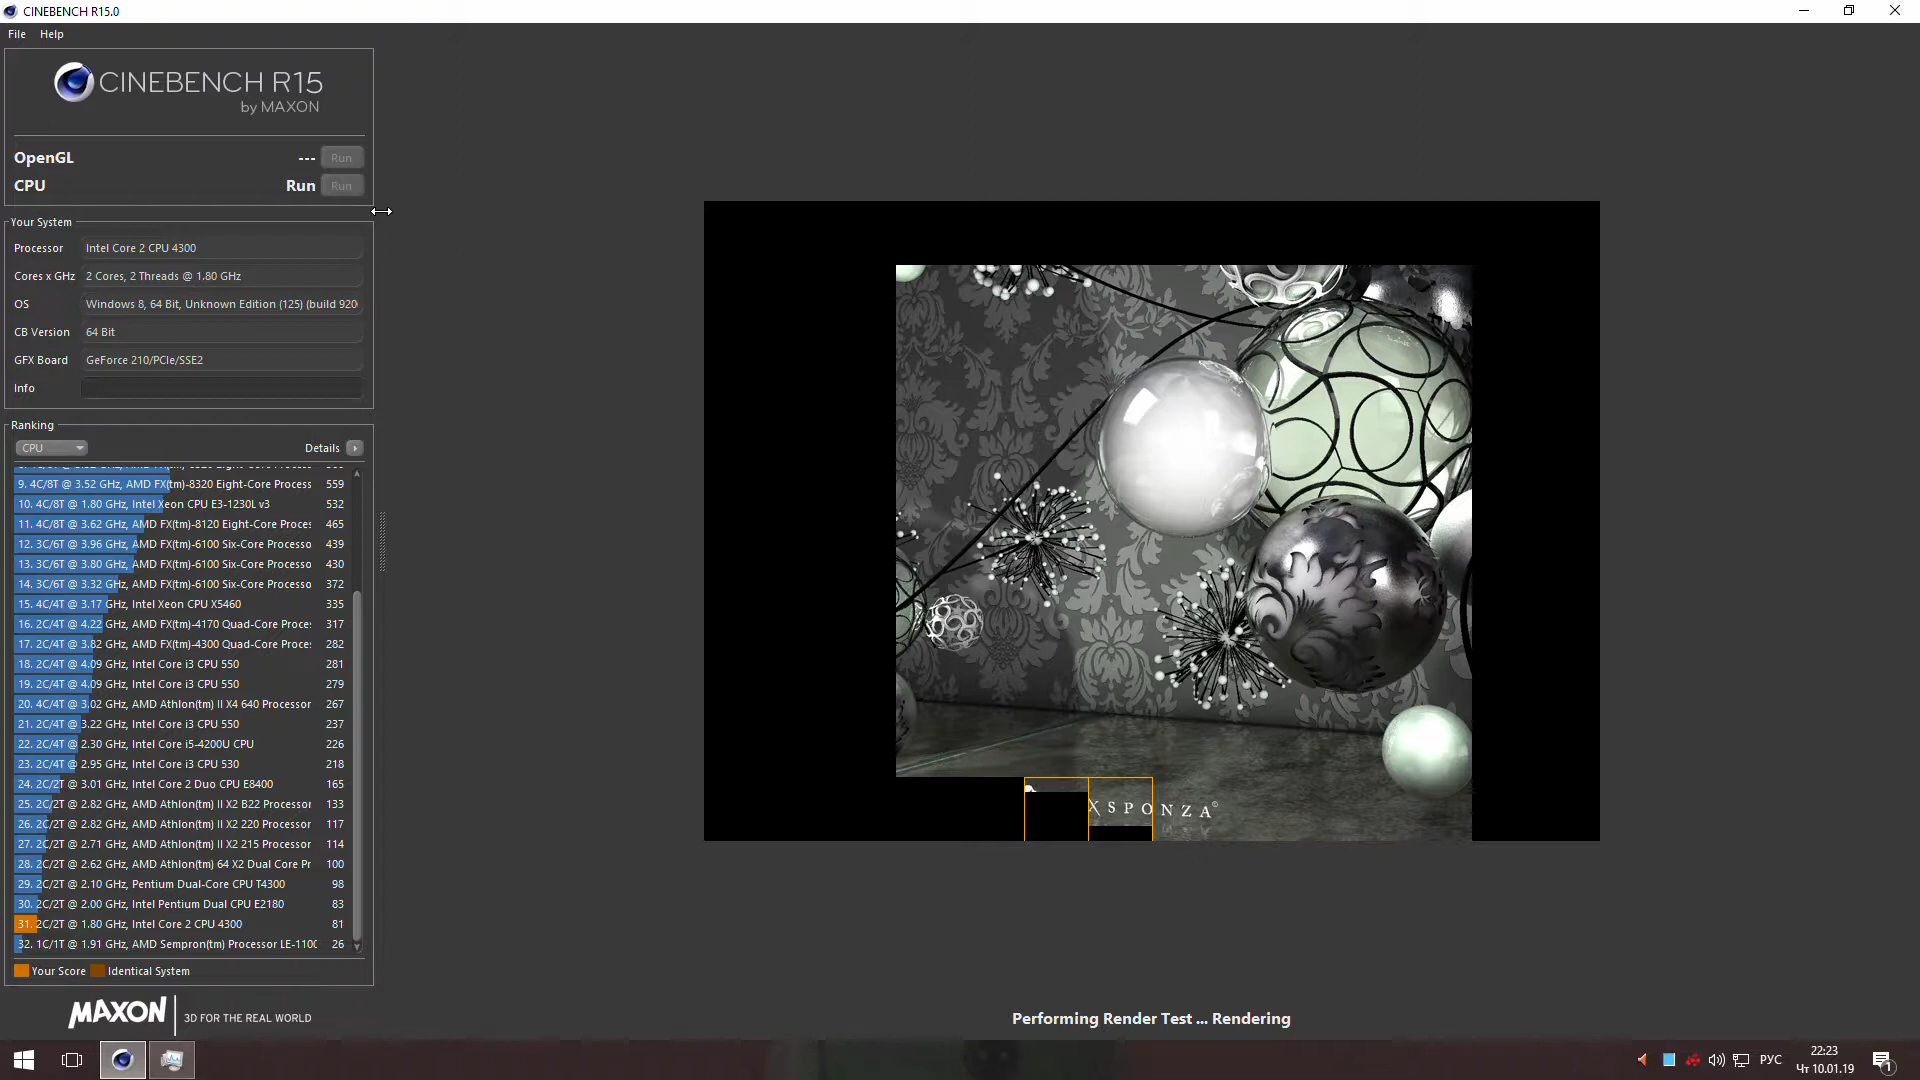 CINEBENCH R15.0
File Help
CINEBENCH R15
by MAXON
OpenGL --- Run
CPU Run Run
Your System
Processor Intel Core 2 CPU 4300
Cores x GHz 2 Cores, 2 Threads @ 1.80 GHz
OS Windows 8, 64 Bit, Unknown Edition (125) (build 920
CB Version 64 Bit
GFX Board GeForce 210/PCIe/SSE2
Info
Ranking
CPU Details
9. 4C/8T @ 3.52 GHz, AMD FX(tm)-8320 Eight-Core Process 559
10. 4C/8T @ 1.80 GHz, Intel Xeon CPU E3-1230L v3 532
11. 4C/8T @ 3.62 GHz, AMD FX(tm)-8120 Eight-Core Proces 465
12. 3C/6T @ 3.96 GHz, AMD FX(tm)-6100 Six-Core Processo 439
13. 3C/6T @ 3.80 GHz, AMD FX(tm)-6100 Six-Core Processo 430
14. 3C/6T @ 3.32 GHz, AMD FX(tm)-6100 Six-Core Processo 372
15. 4C/4T @ 3.17 GHz, Intel Xeon CPU X5460 335
16. 2C/4T @ 4.22 GHz, AMD FX(tm)-4170 Quad-Core Proces 317
17. 2C/4T @ 3.82 GHz, AMD FX(tm)-4300 Quad-Core Proces 282
18. 2C/4T @ 4.09 GHz, Intel Core i3 CPU 550 281
19. 2C/4T @ 4.09 GHz, Intel Core i3 CPU 550 279
20. 4C/4T @ 3.02 GHz, AMD Athlon(tm) II X4 640 Processor 267
21. 2C/4T @ 3.22 GHz, Intel Core i3 CPU 550 237
22. 2C/4T @ 2.30 GHz, Intel Core i5-4200U CPU 226
23. 2C/4T @ 2.95 GHz, Intel Core i3 CPU 530 218
24. 2C/2T @ 3.01 GHz, Intel Core 2 Duo CPU E8400 165
25. 2C/2T @ 2.82 GHz, AMD Athlon(tm) II X2 B22 Processor 133
26. 2C/2T @ 2.82 GHz, AMD Athlon(tm) II X2 220 Processor 117
27. 2C/2T @ 2.71 GHz, AMD Athlon(tm) II X2 215 Processor 114
28. 2C/2T @ 2.62 GHz, AMD Athlon(tm) 64 X2 Dual Core Pr 100
29. 2C/2T @ 2.10 GHz, Pentium Dual-Core CPU T4300 98
30. 2C/2T @ 2.00 GHz, Intel Pentium Dual CPU E2180 83
31. 2C/2T @ 1.80 GHz, Intel Core 2 CPU 4300 81
32. 1C/1T @ 1.91 GHz, AMD Sempron(tm) Processor LE-1100 26
Your Score Identical System
MAXON 3D FOR THE REAL WORLD
XSPONZA®
Performing Render Test ... Rendering
РУС
22:23
Чт 10.01.19
1